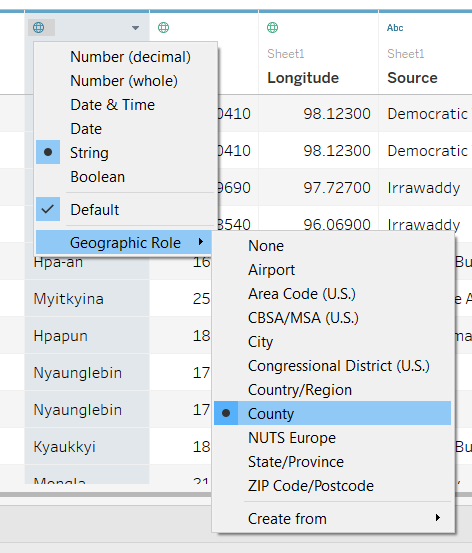 Abc
Sheet1 Sheet1
Longitude Source
Number (decimal)
Number (whole)
Date & Time
Date
String
Boolean
Default
Geographic Role
0410 98.12300 Democratic
0410 98.12300 Democratic
9690 97.72700 Irrawaddy
8540 96.06900 Irrawaddy
Hpa-an 16
Myitkyina 25
Hpapun 18
Nyaunglebin 17
Nyaunglebin 17
Kyaukkyi 18
Mongla 21
None
Airport
Area Code (U.S.)
CBSA/MSA (U.S.)
City
Congressional District (U.S.)
Country/Region
County
NUTS Europe
State/Province
ZIP Code/Postcode
Create from